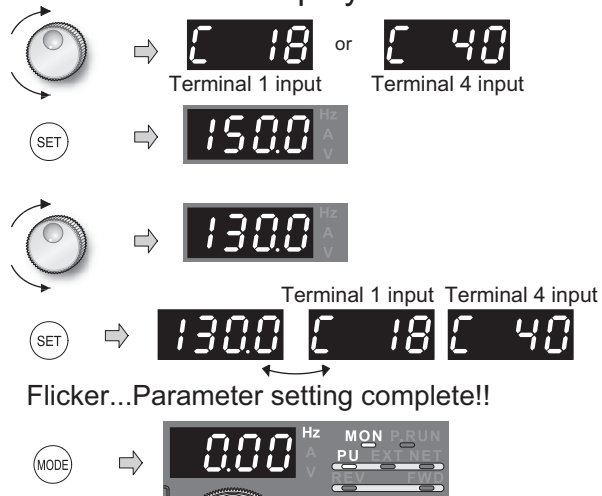 C 18 or C 40
Terminal 1 input Terminal 4 input
SET 150.0 Hz
A
V
130.0 Hz
A
V
Terminal 1 input Terminal 4 input
SET 130.0 C 18 C 40
Flicker...Parameter setting complete!!
MODE 0.00 Hz MON P.RUN
A PU EXT NET
V REV FWD